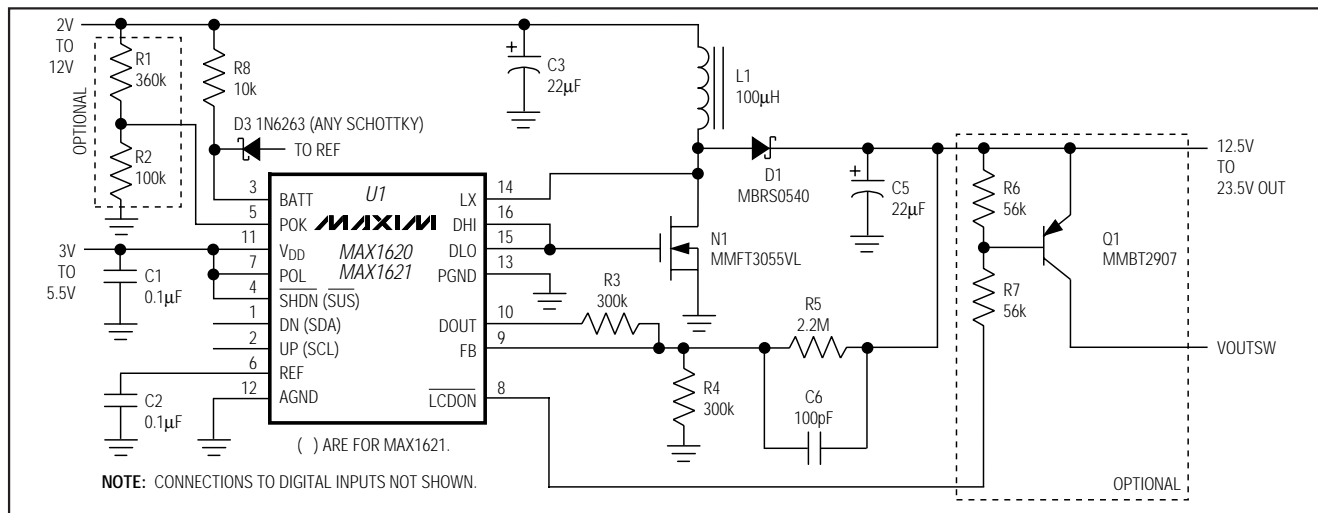 2V
TO
12V
R1
360k
OPTIONAL
R2
100k
R8
10k
D3 1N6263 (ANY SCHOTTKY)
TO REF
+
C3
22µF
L1
100µH
D1
MBRS0540
+
C5
22µF
12.5V
TO
23.5V OUT
R6
56k
R7
56k
Q1
MMBT2907
VOUTSW
OPTIONAL
3V
TO
5.5V
C1
0.1µF
C2
0.1µF
U1
MAXIM
MAX1620
MAX1621
3 BATT
5 POK
11 VDD
7 POL
4 SHDN (SUS)
1 DN (SDA)
2 UP (SCL)
6 REF
12 AGND
LX 14
DHI 16
DLO 15
PGND 13
DOUT 10
FB 9
LCDON 8
N1
MMFT3055VL
R3
300k
R4
300k
R5
2.2M
C6
100pF
( ) ARE FOR MAX1621.
NOTE: CONNECTIONS TO DIGITAL INPUTS NOT SHOWN.